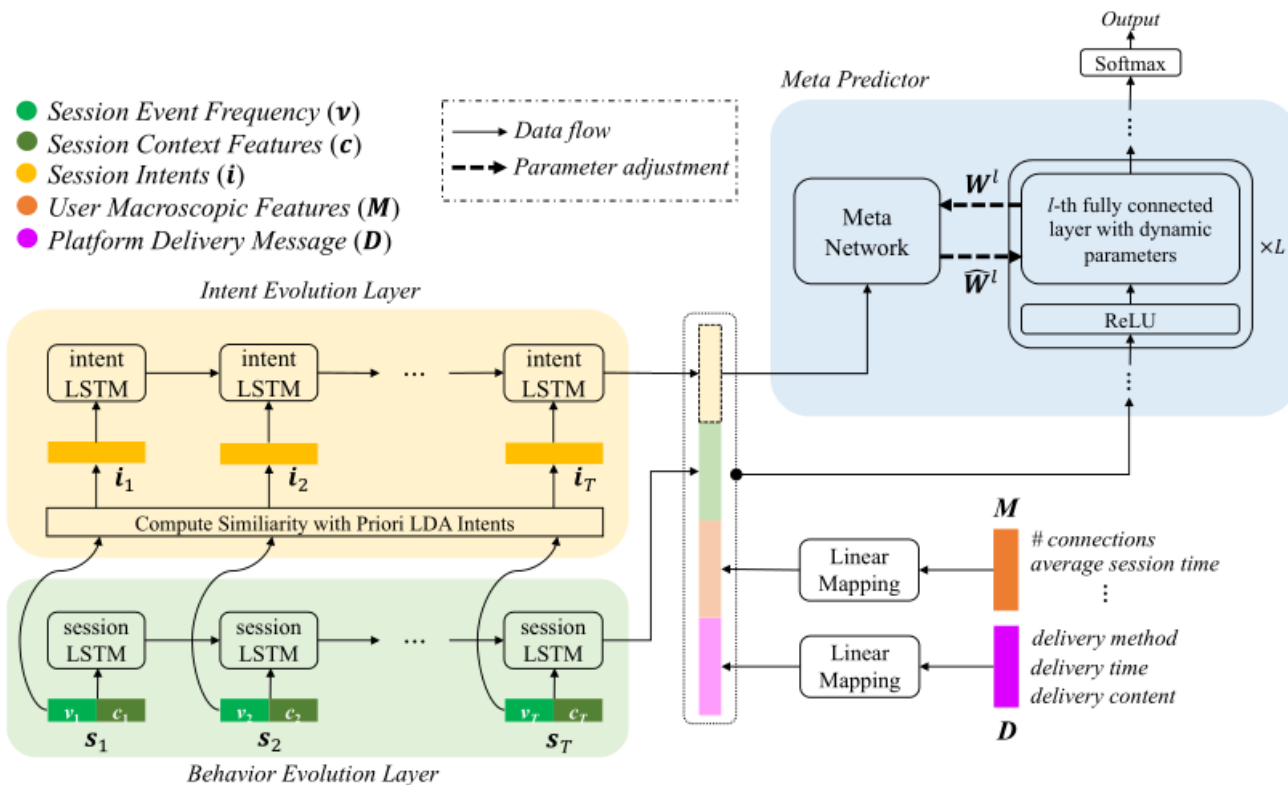 Output
Softmax
Meta Predictor
Session Event Frequency (v)
Session Context Features (c)
Session Intents (i)
User Macroscopic Features (M)
Platform Delivery Message (D)
Data flow
Parameter adjustment
⋮
Meta
Network
W^l
Ŵ^l
l-th fully connected
layer with dynamic
parameters
×L
ReLU
⋮
Intent Evolution Layer
intent
LSTM
intent
LSTM
...
intent
LSTM
i_1
i_2
i_T
Compute Similiarity with Priori LDA Intents
session
LSTM
session
LSTM
...
session
LSTM
v_1 c_1
v_2 c_2
v_T c_T
s_1
s_2
s_T
Behavior Evolution Layer
Linear
Mapping
M
# connections
average session time
⋮
Linear
Mapping
delivery method
delivery time
delivery content
D